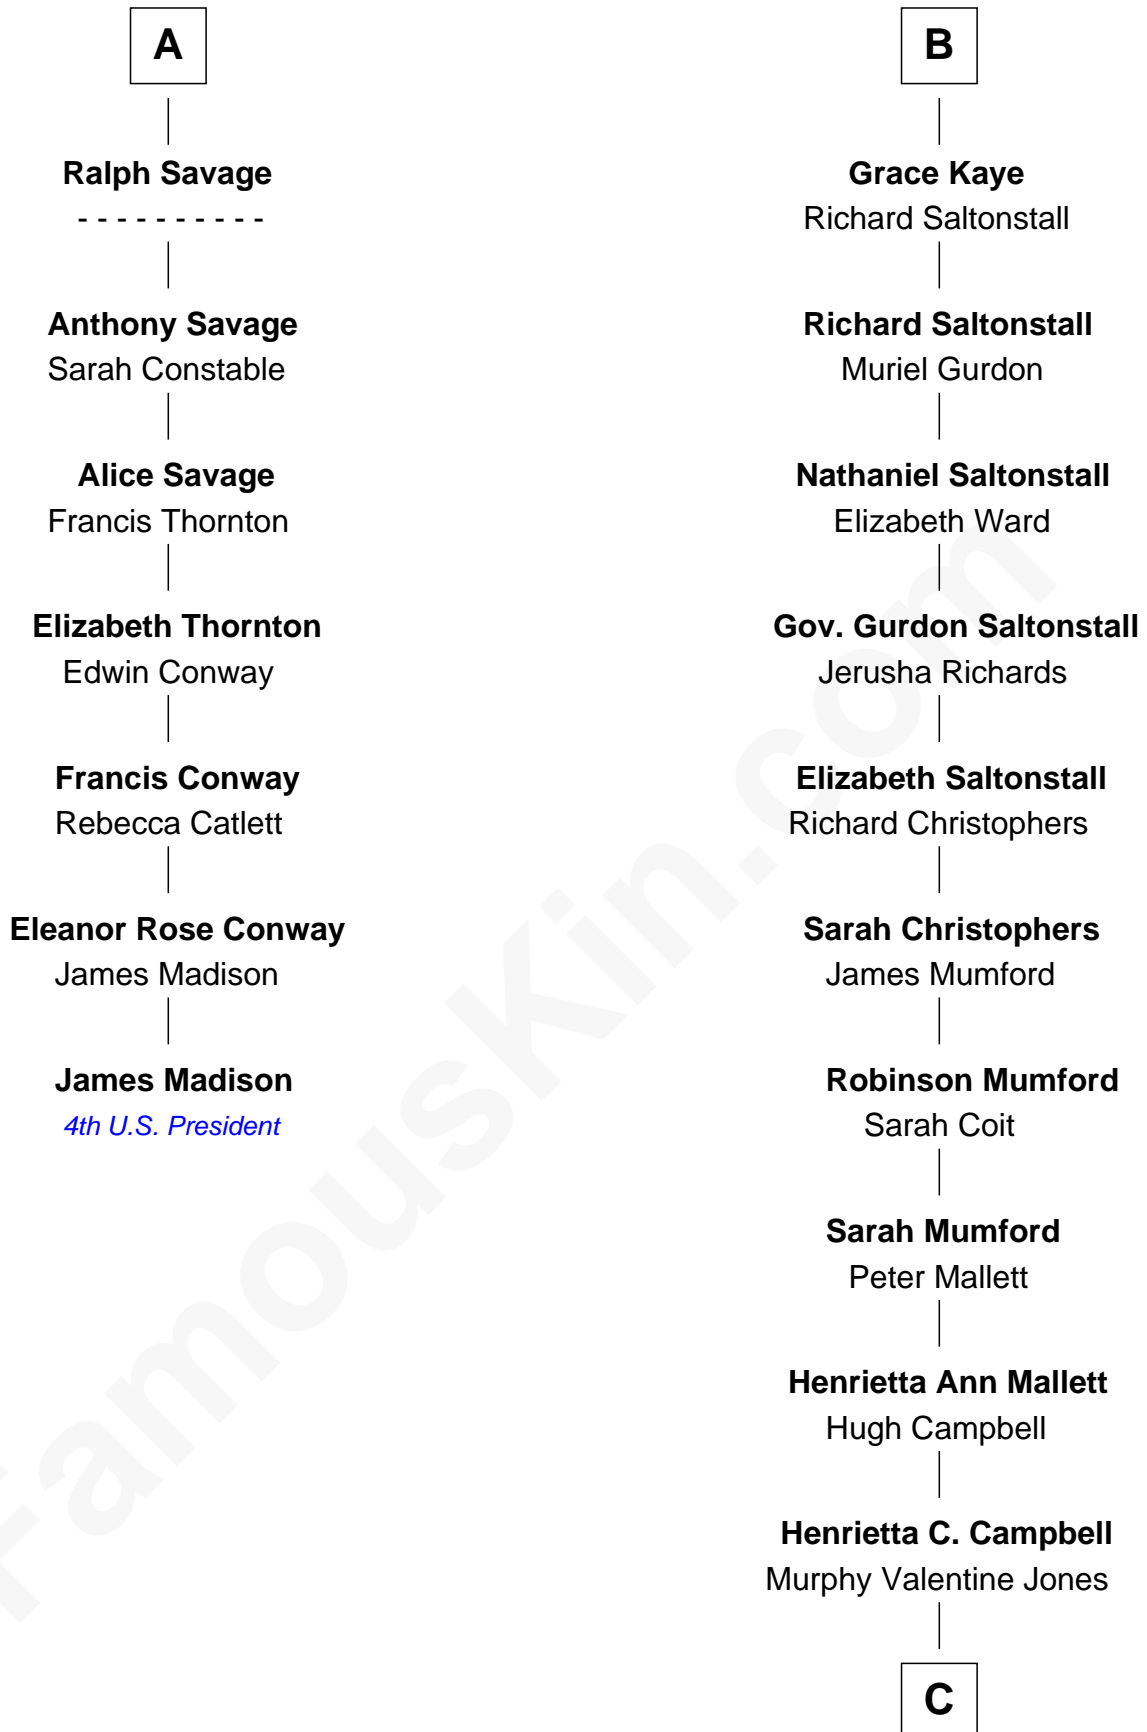 A
Ralph Savage
- - - - - - - - - -
Anthony Savage
Sarah Constable
Alice Savage
Francis Thornton
Elizabeth Thornton
Edwin Conway
Francis Conway
Rebecca Catlett
Eleanor Rose Conway
James Madison
James Madison
4th U.S. President
B
Grace Kaye
Richard Saltonstall
Richard Saltonstall
Muriel Gurdon
Nathaniel Saltonstall
Elizabeth Ward
Gov. Gurdon Saltonstall
Jerusha Richards
Elizabeth Saltonstall
Richard Christophers
Sarah Christophers
James Mumford
Robinson Mumford
Sarah Coit
Sarah Mumford
Peter Mallett
Henrietta Ann Mallett
Hugh Campbell
Henrietta C. Campbell
Murphy Valentine Jones
C
FamousKin.com